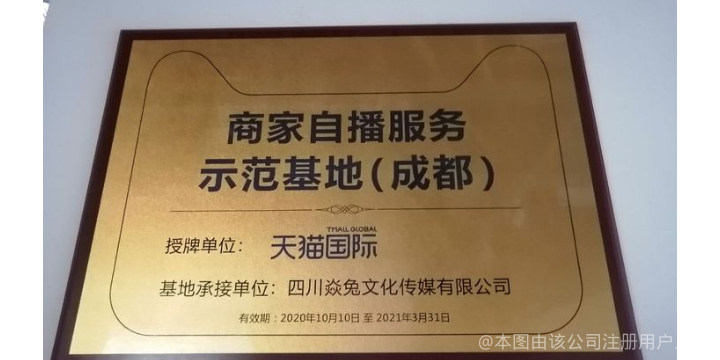 商家自播服务
示范基地(成都)
TMALL GLOBAL
授牌单位: 天猫国际
基地承接单位: 四川焱兔文化传媒有限公司
有效期: 2020年10月10日 至 2021年3月31日
@本图由该公司注册用户